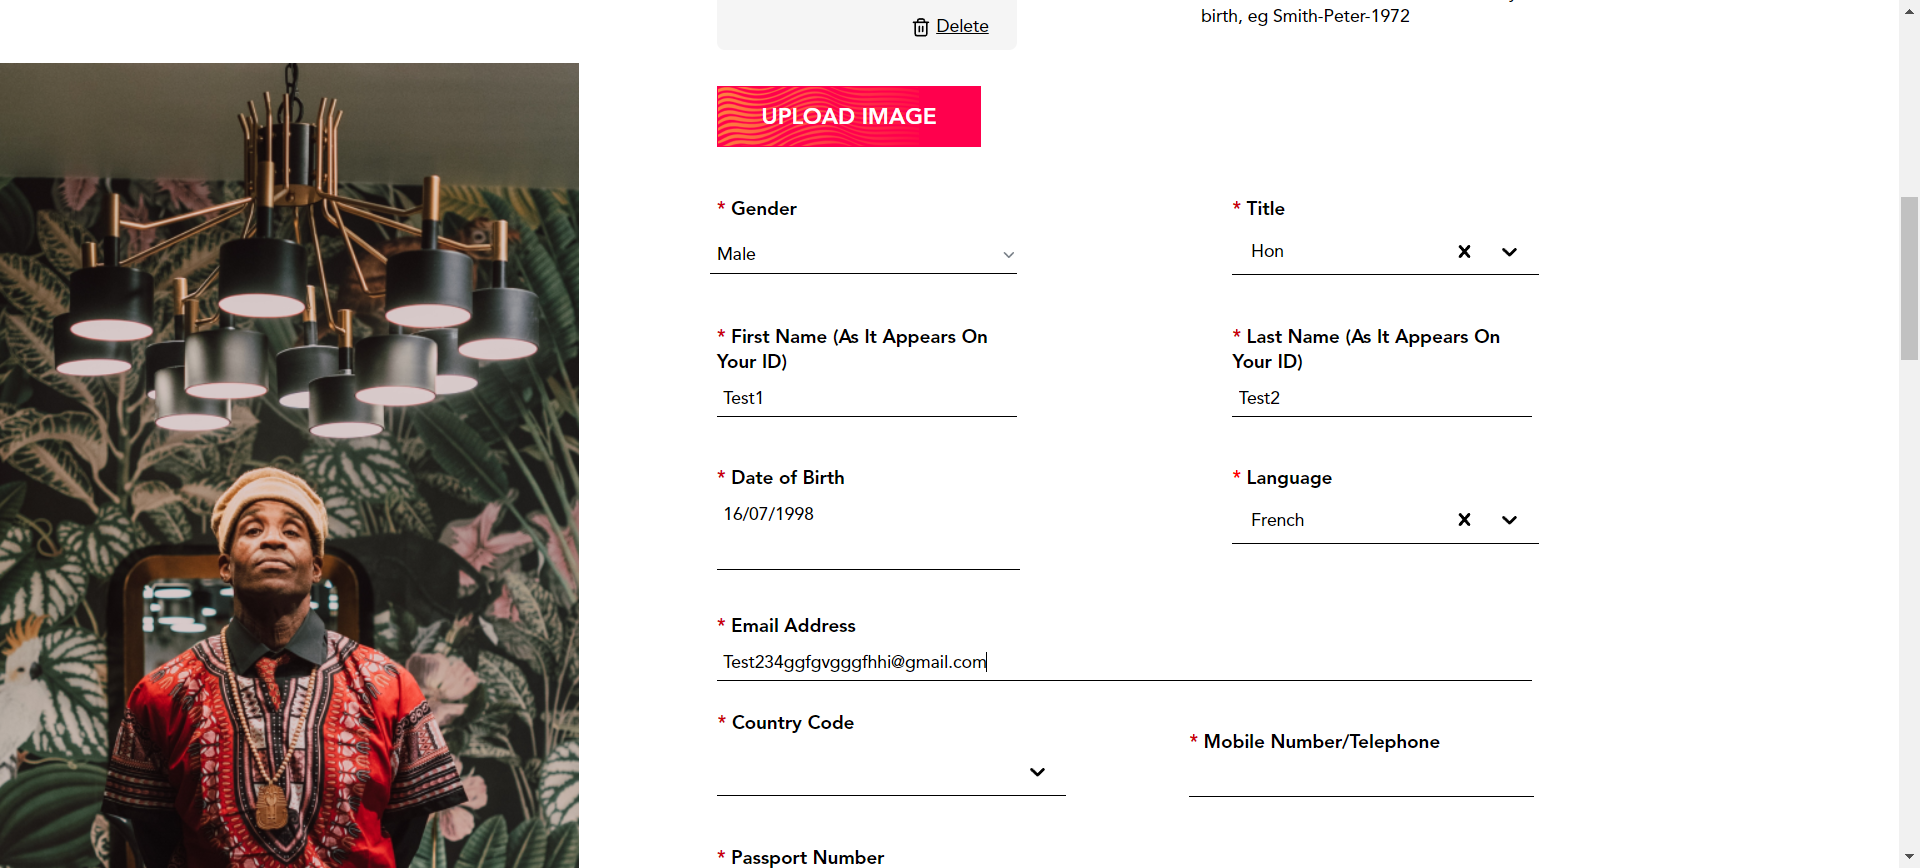 birth, eg Smith-Peter-1972
Delete
UPLOAD IMAGE
* Gender
* Title
Male
Hon
* First Name (As It Appears On
Your ID)
* Last Name (As It Appears On
Your ID)
Test1
Test2
* Date of Birth
* Language
16/07/1998
French
* Email Address
Test234ggfgvgggfhhi@gmail.com
* Country Code
* Mobile Number/Telephone
* Passport Number